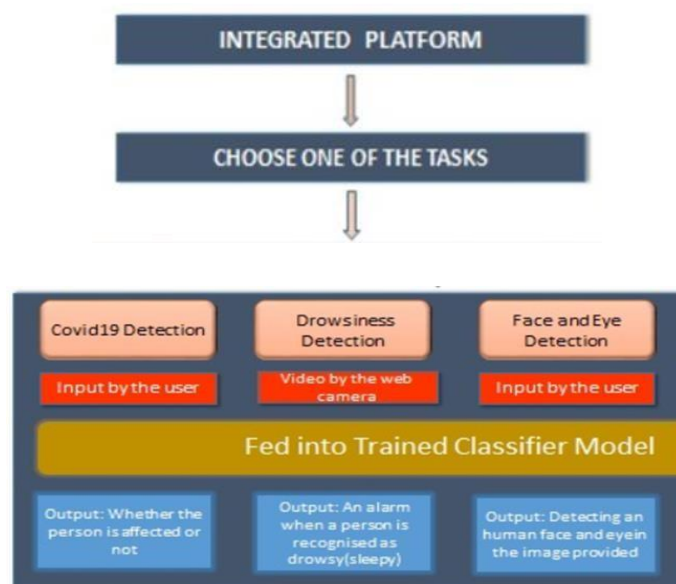 INTEGRATED PLATFORM
CHOOSE ONE OF THE TASKS
Covid19 Detection
Drowsiness
Detection
Face and Eye
Detection
Input by the user
Video by the web
camera
Input by the user
Fed into Trained Classifier Model
Output: Whether the
person is affected or
not
Output: An alarm
when a person is
recognised as
drowsy(sleepy)
Output: Detecting an
human face and eyein
the image provided